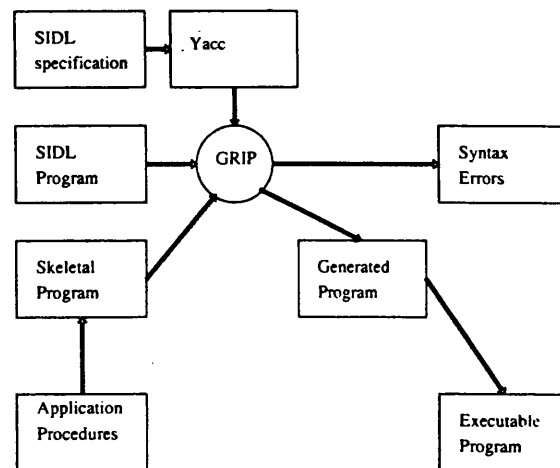 SIDL
specification
Yacc
SIDL
Program
GRIP
Syntax
Errors
Skeletal
Program
Generated
Program
Application
Procedures
Executable
Program